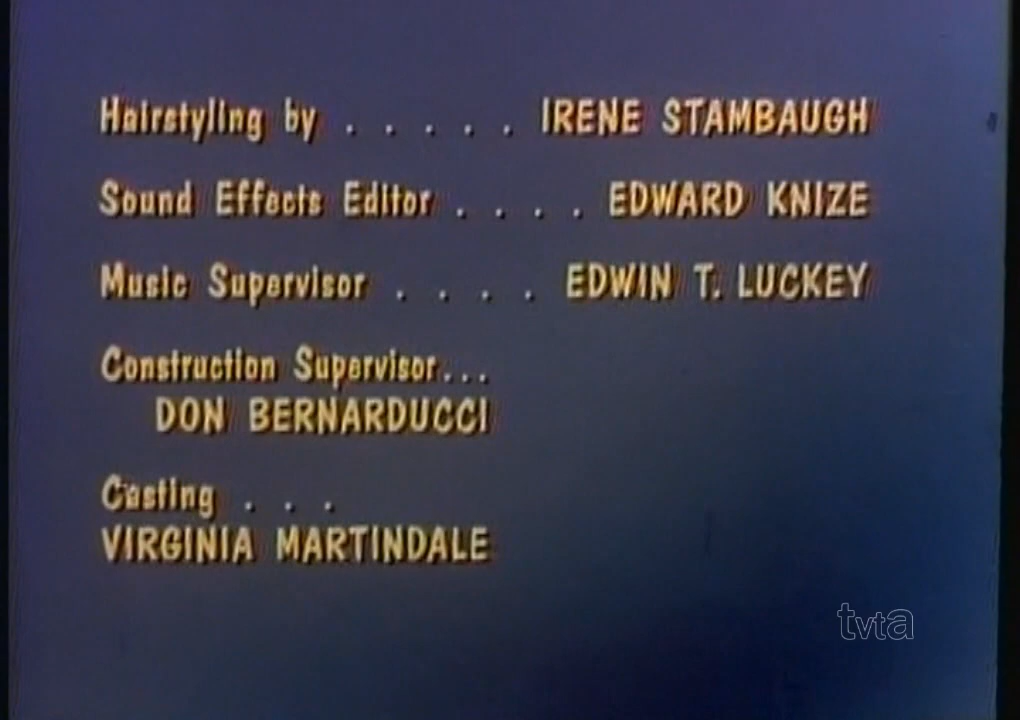 Hairstyling by . . . . . IRENE STAMBAUGH
Sound Effects Editor . . . . EDWARD KNIZE
Music Supervisor . . . . EDWIN T. LUCKEY
Construction Supervisor...
DON BERNARDUCCI
Casting . . .
VIRGINIA MARTINDALE
tvta